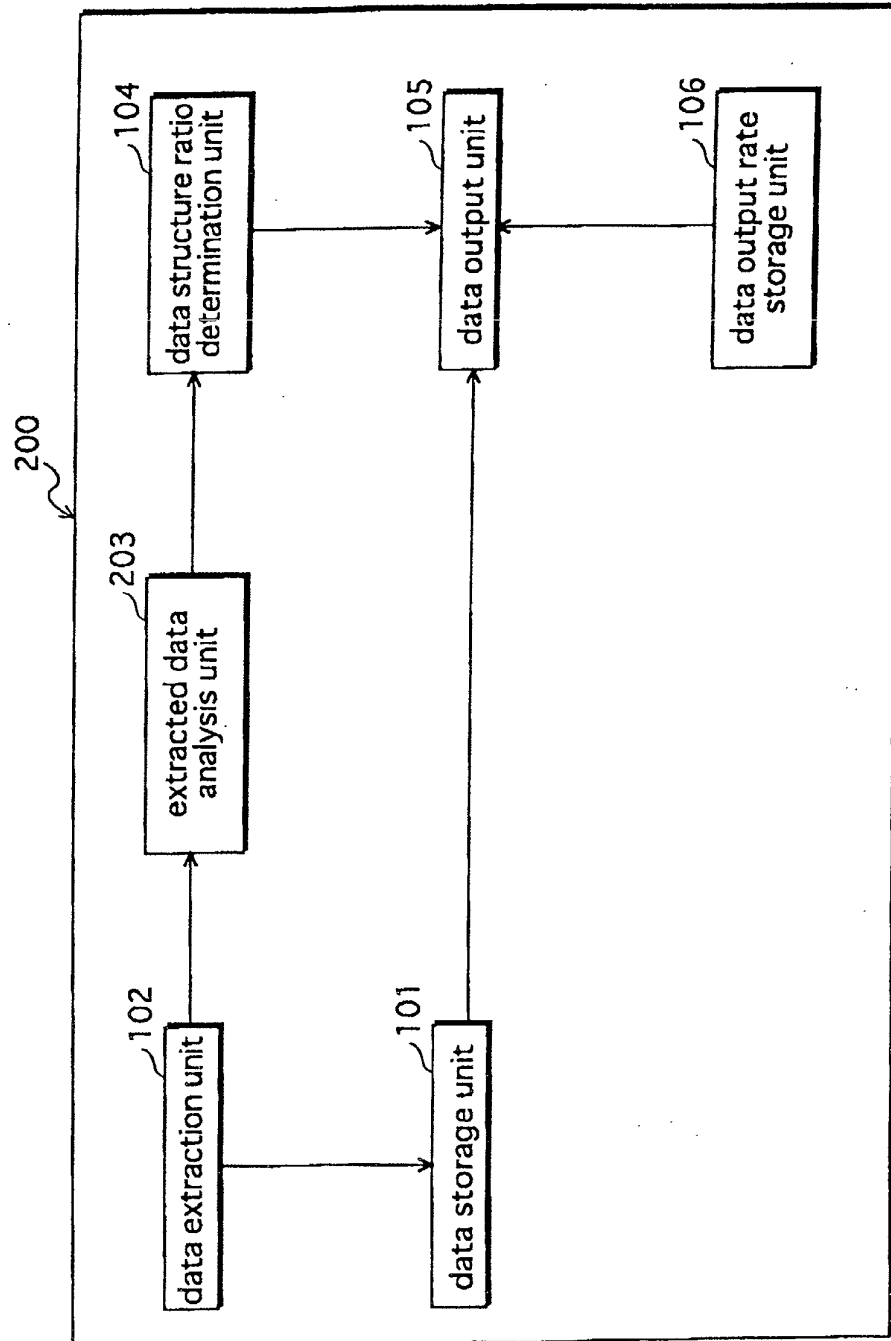 200
102
data extraction unit
203
extracted data
analysis unit
104
data structure ratio
determination unit
101
data storage unit
105
data output unit
106
data output rate
storage unit